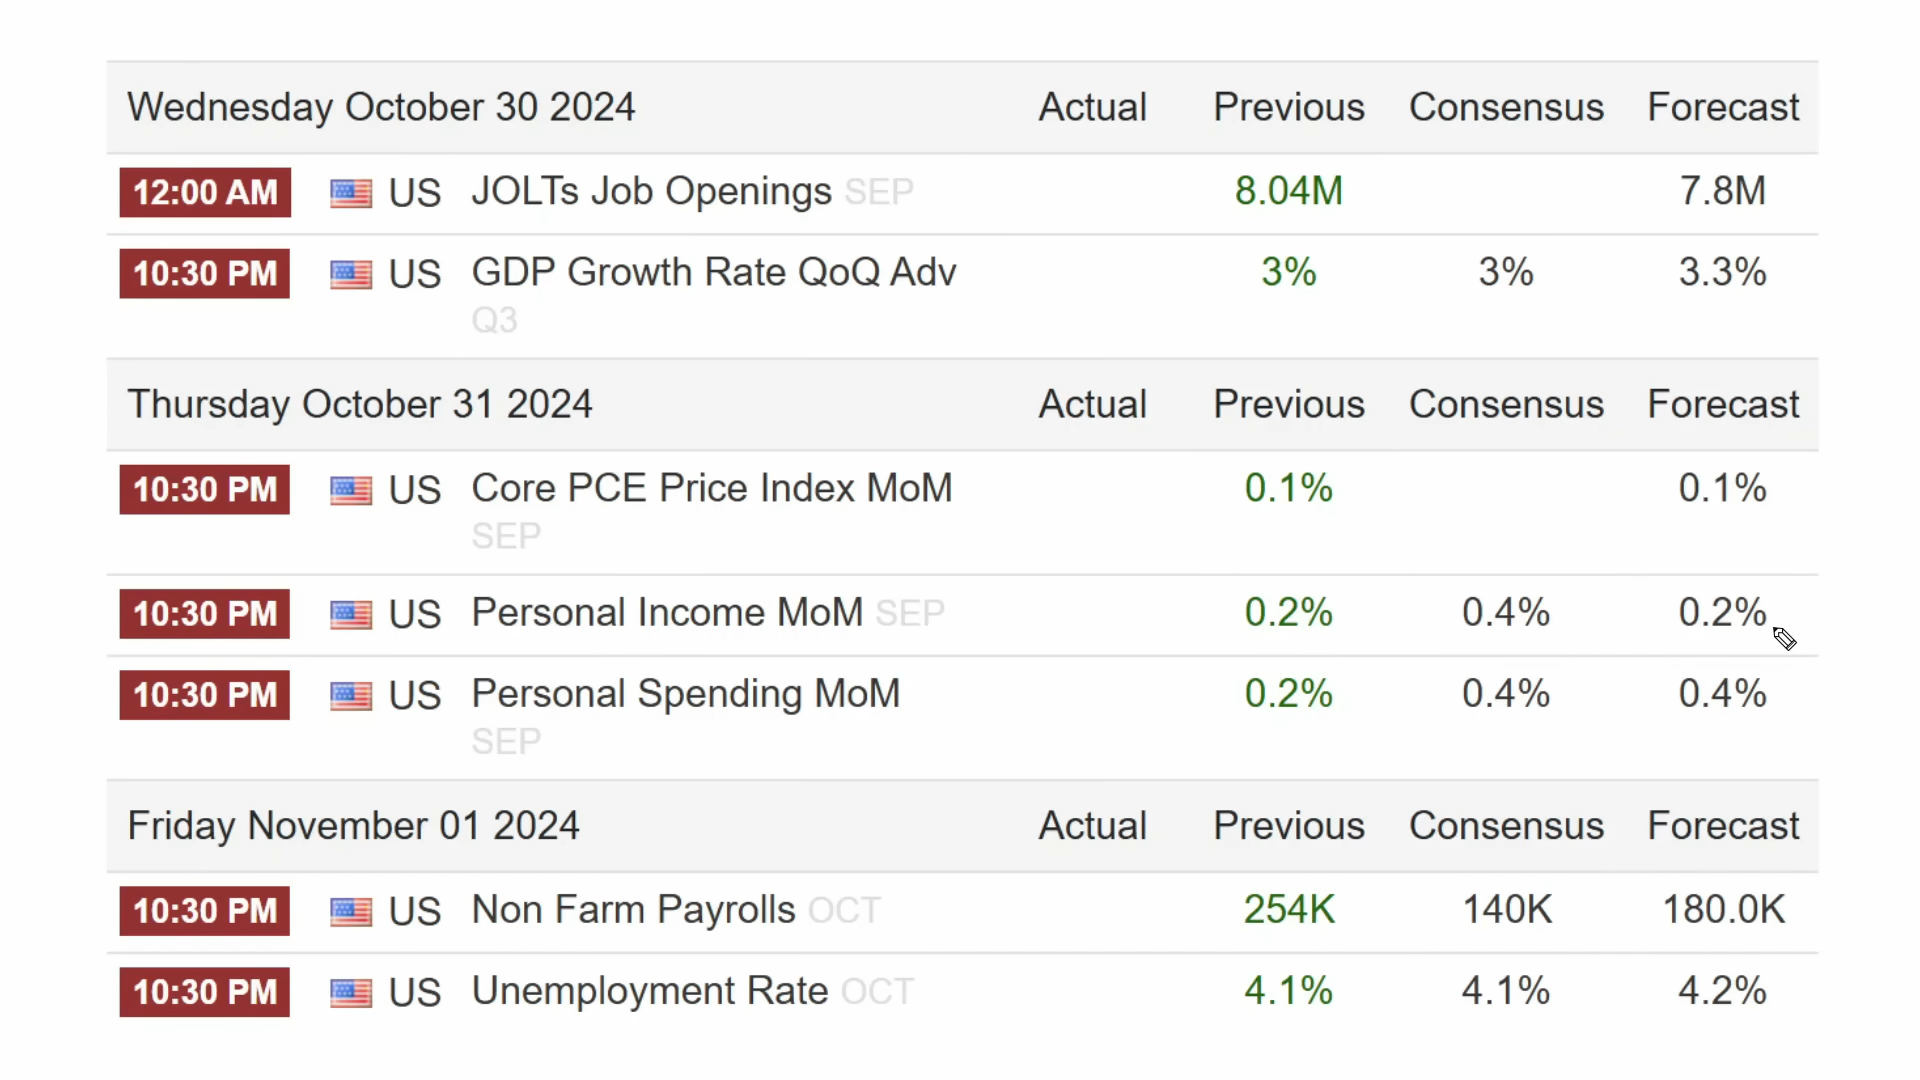 Wednesday October 30 2024 Actual Previous Consensus Forecast
12:00 AM US JOLTs Job Openings SEP 8.04M 7.8M
10:30 PM US GDP Growth Rate QoQ Adv 3% 3% 3.3%
Q3
Thursday October 31 2024 Actual Previous Consensus Forecast
10:30 PM US Core PCE Price Index MoM 0.1% 0.1%
SEP
10:30 PM US Personal Income MoM SEP 0.2% 0.4% 0.2%
10:30 PM US Personal Spending MoM 0.2% 0.4% 0.4%
SEP
Friday November 01 2024 Actual Previous Consensus Forecast
10:30 PM US Non Farm Payrolls OCT 254K 140K 180.0K
10:30 PM US Unemployment Rate OCT 4.1% 4.1% 4.2%